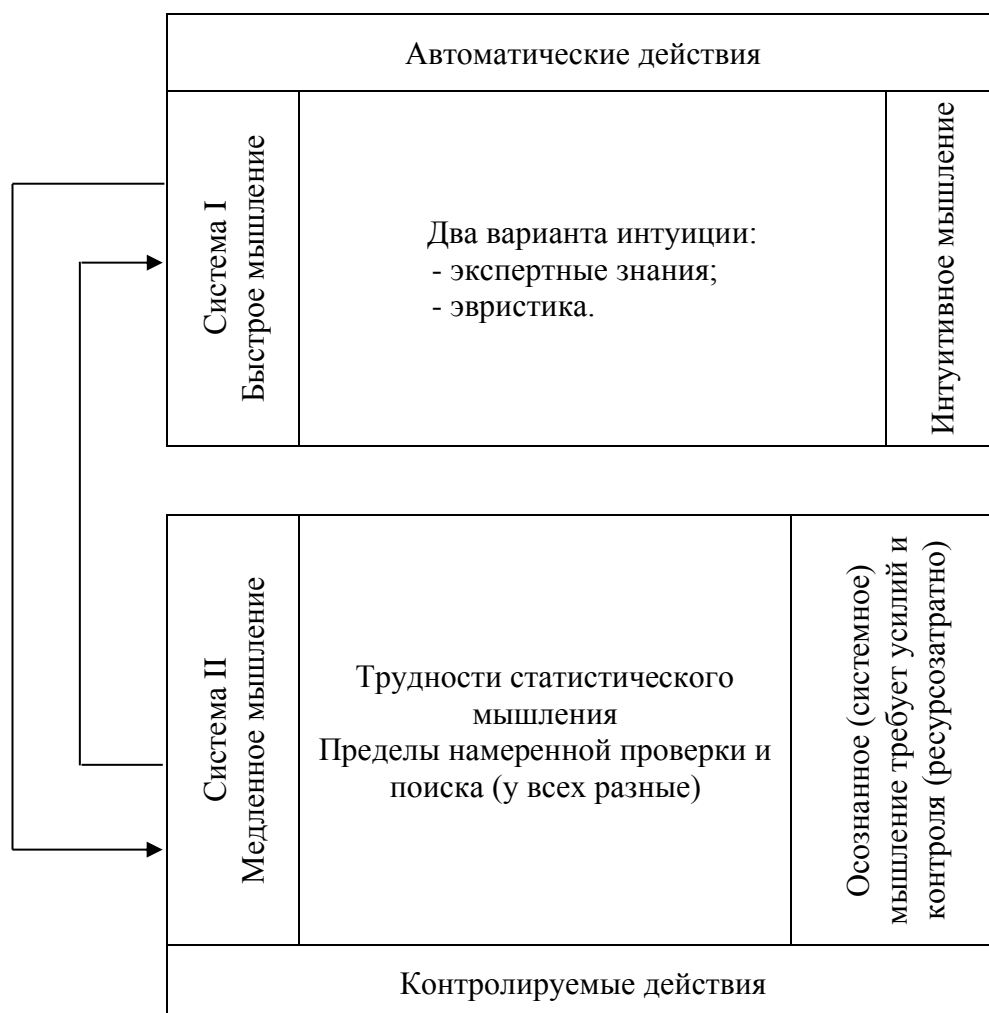 Автоматические действия
Система I
Быстрое мышление
Два варианта интуиции:
- экспертные знания;
- эвристика.
Интуитивное мышление
Система II
Медленное мышление
Трудности статистического
мышления
Пределы намеренной проверки и
поиска (у всех разные)
Осознанное (системное)
мышление требует усилий и
контроля (ресурсозатратно)
Контролируемые действия